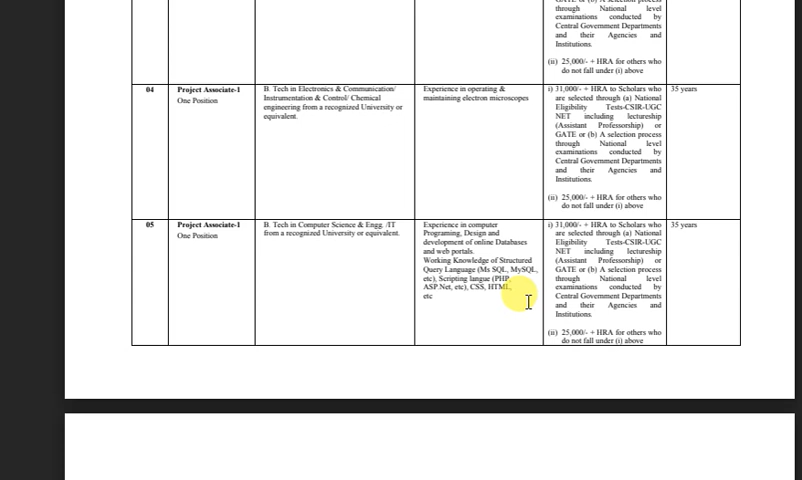 GATE or (b) A selection process
through National level
examinations conducted by
Central Government Departments
and their Agencies and
Institutions.
(ii) 25,000/- + HRA for others who
do not fall under (i) above
04
Project Associate-1
One Position
B. Tech in Electronics & Communication/
Instrumentation & Control/ Chemical
engineering from a recognized University or
equivalent.
Experience in operating &
maintaining electron microscopes
i) 31,000/- + HRA to Scholars who
are selected through (a) National
Eligibility Tests-CSIR-UGC
NET including lectureship
(Assistant Professorship) or
GATE or (b) A selection process
through National level
examinations conducted by
Central Government Departments
and their Agencies and
Institutions.
(ii) 25,000/- + HRA for others who
do not fall under (i) above
35 years
05
Project Associate-1
One Position
B. Tech in Computer Science & Engg. /IT
from a recognized University or equivalent.
Experience in computer
Programing, Design and
development of online Databases
and web portals.
Working Knowledge of Structured
Query Language (Ms SQL, MySQL,
etc), Scripting langue (PHP,
ASP.Net, etc), CSS, HTML,
etc
i) 31,000/- + HRA to Scholars who
are selected through (a) National
Eligibility Tests-CSIR-UGC
NET including lectureship
(Assistant Professorship) or
GATE or (b) A selection process
through National level
examinations conducted by
Central Government Departments
and their Agencies and
Institutions.
(ii) 25,000/- + HRA for others who
do not fall under (i) above
35 years